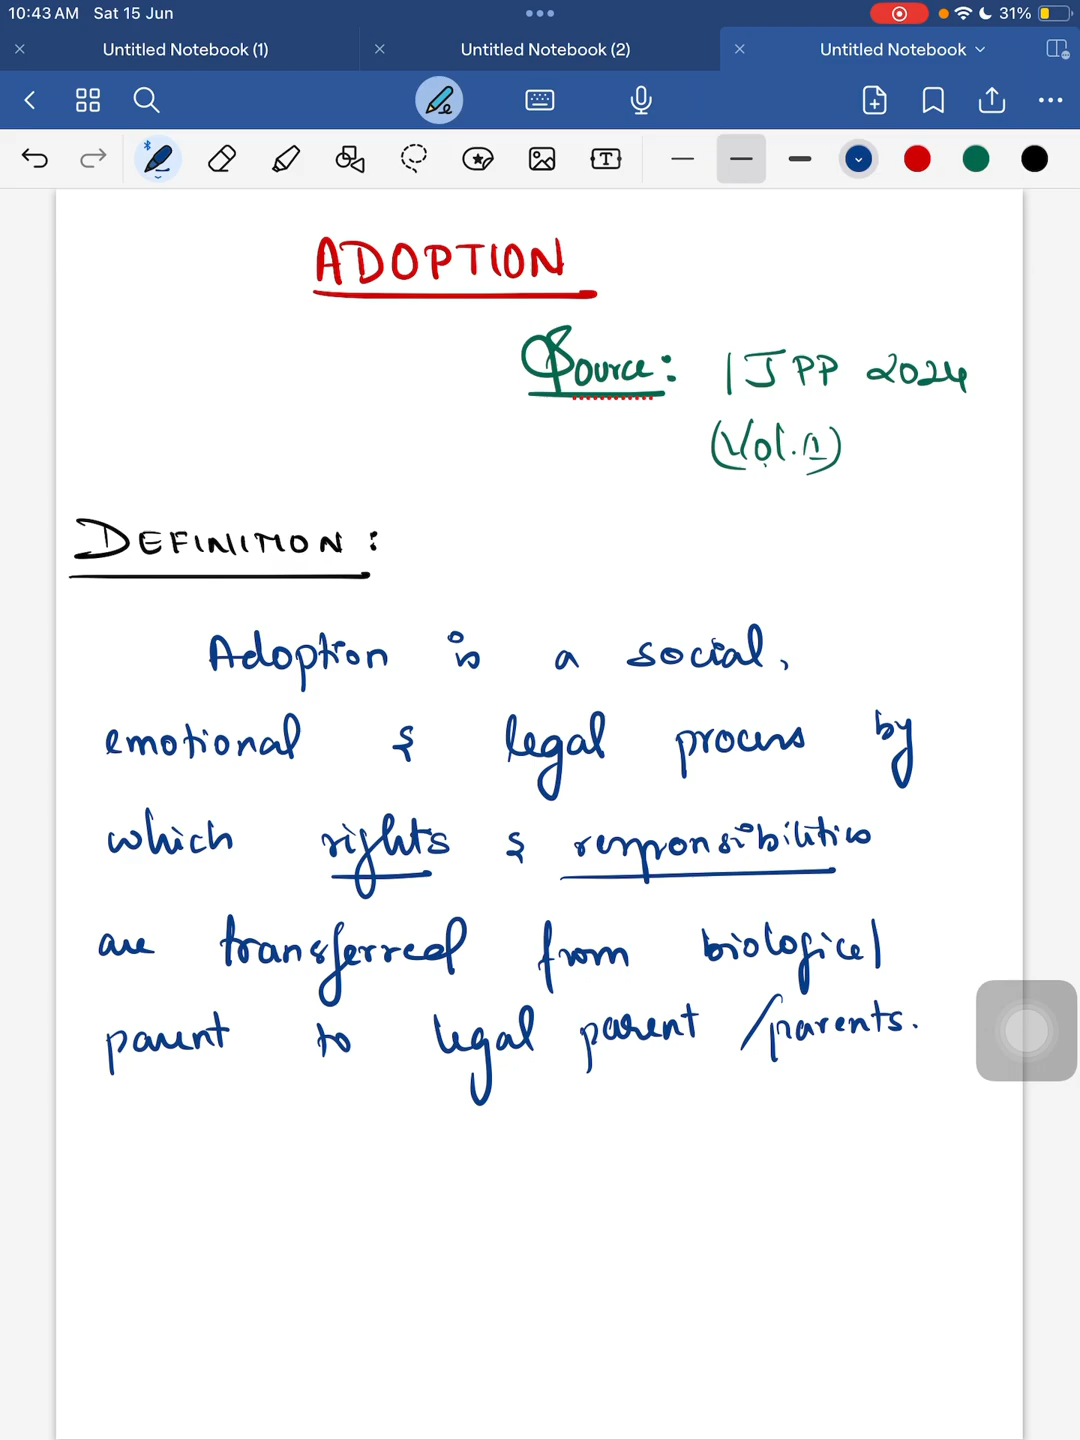 10:43 AM Sat 15 Jun 31%
Untitled Notebook (1) Untitled Notebook (2) Untitled Notebook
ADOPTION
Source: IJPP 2024
(Vol.1)
DEFINITION:
Adoption is a social,
emotional & legal process by
which rights & responsibilities
are transferred from biological
parent to legal parent /parents.